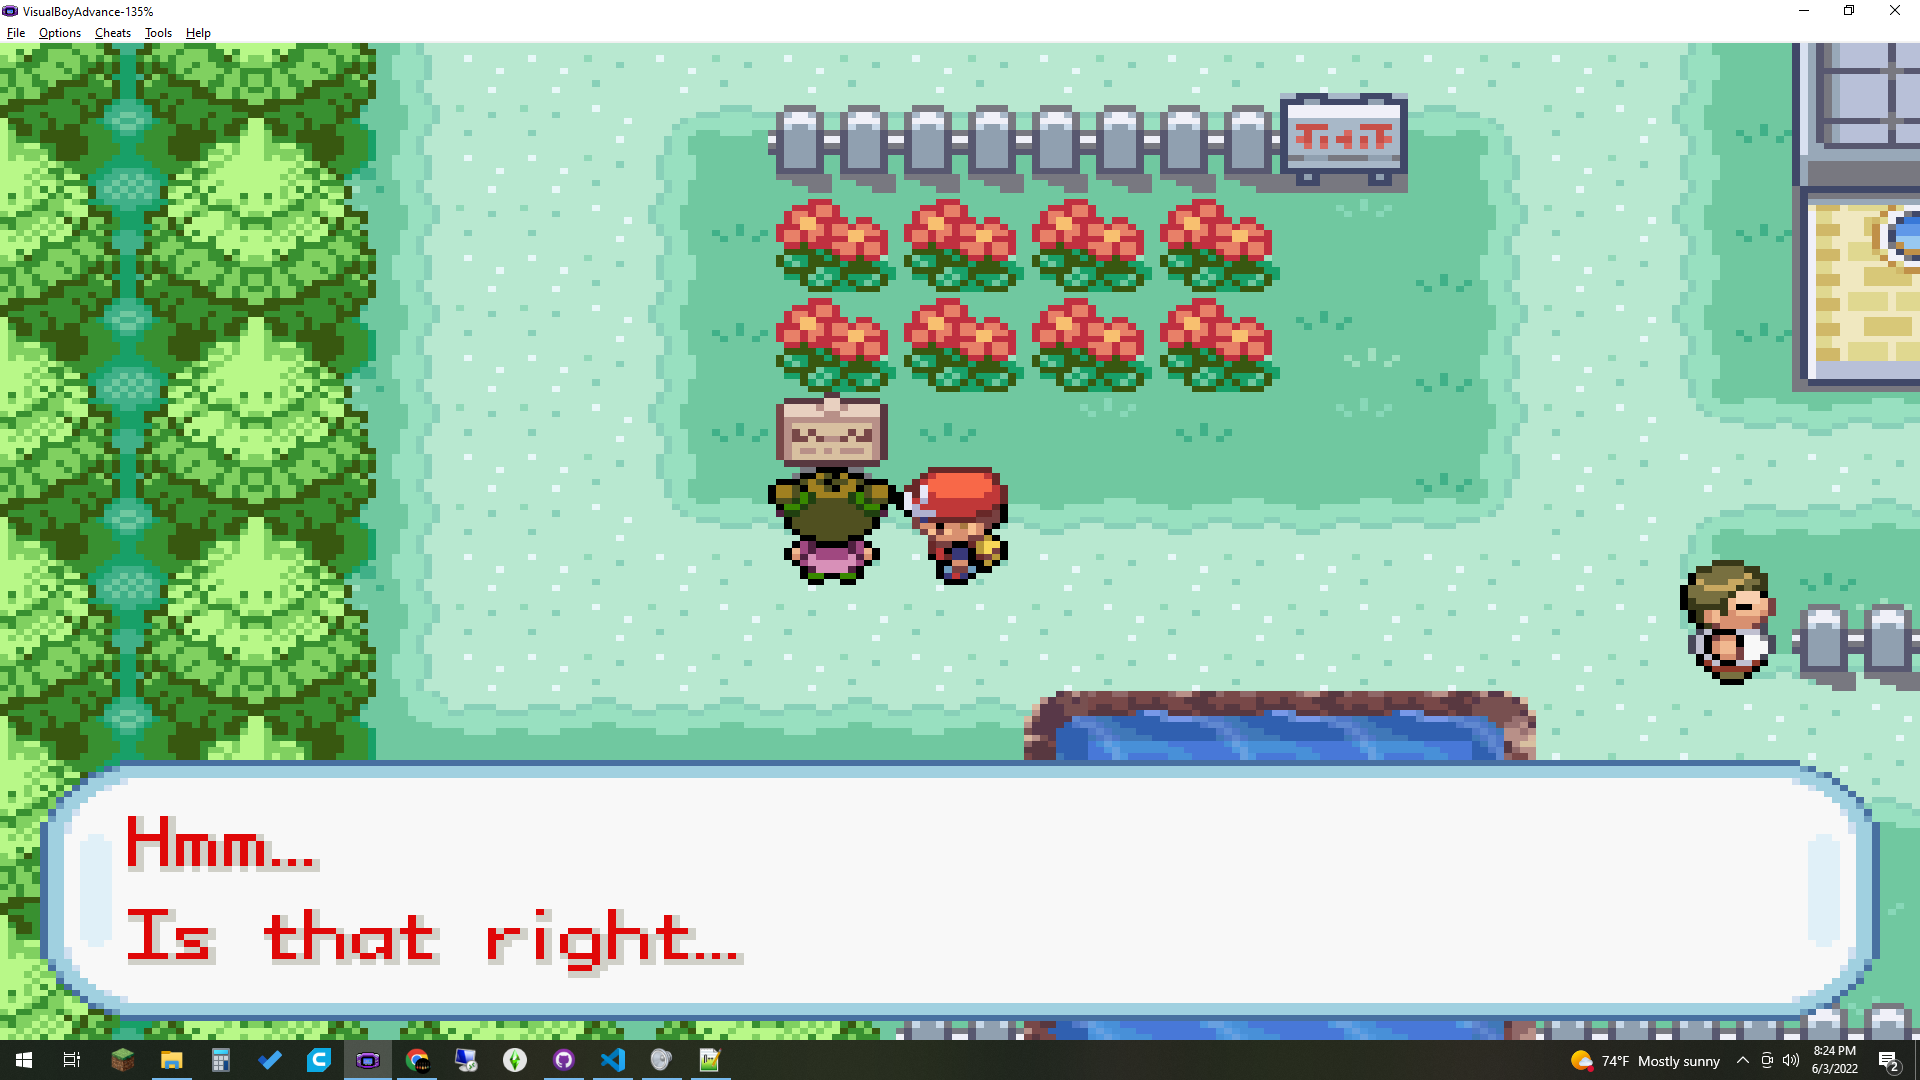 VisualBoyAdvance-135%
File Options Cheats Tools Help
Hmm...
Is that right...
74°F Mostly sunny
8:24 PM
6/3/2022
2